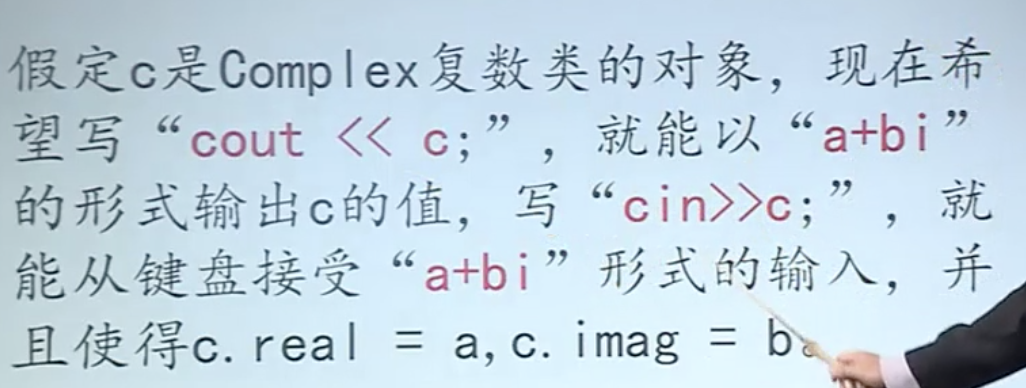 假定c是Complex复数类的对象，现在希
望写“cout << c;”，就能以“a+bi”
的形式输出c的值，写“cin>>c;”，就
能从键盘接受“a+bi”形式的输入，并
且使得c.real = a,c.imag = b。